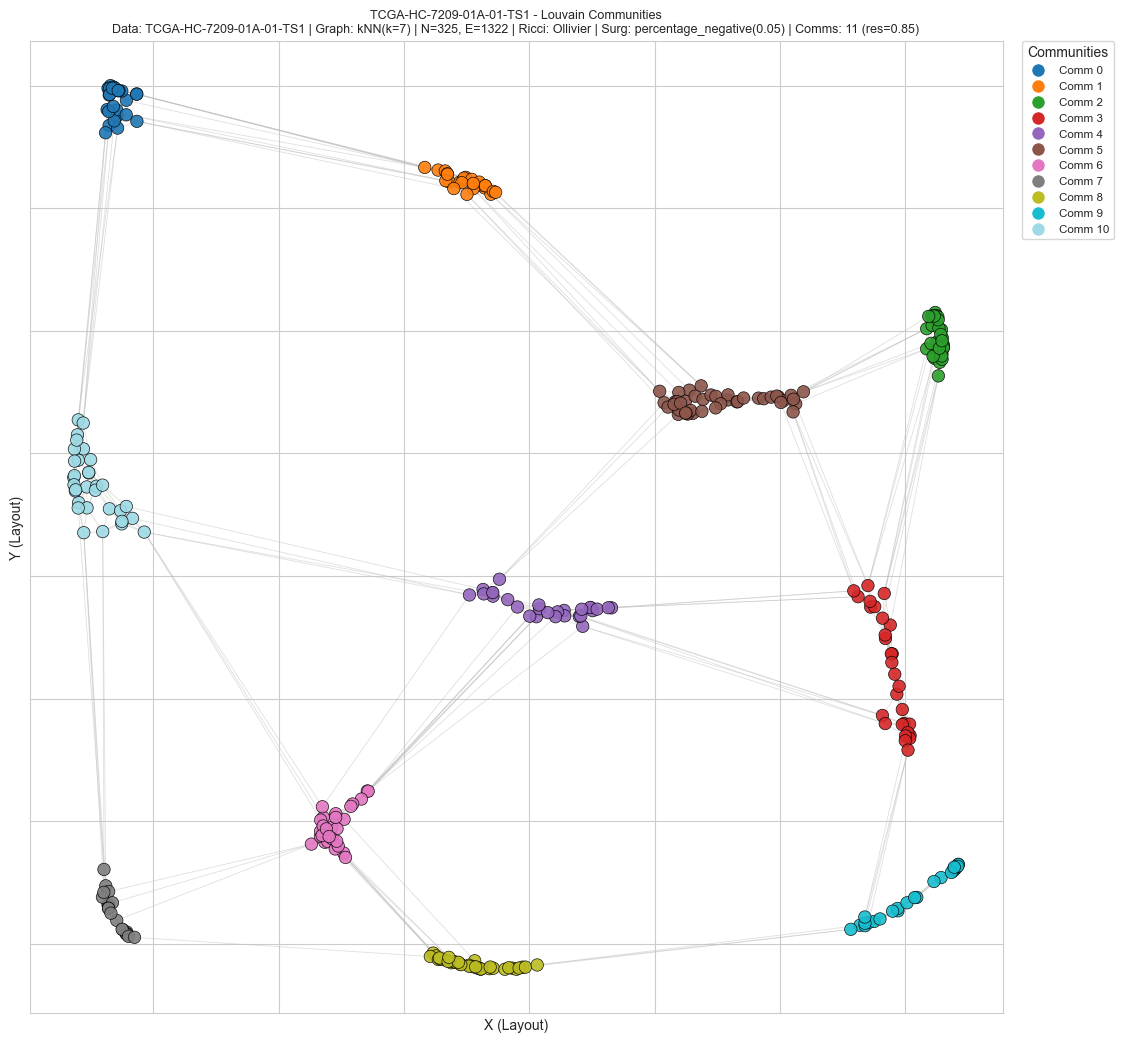 TCGA-HC-7209-01A-01-TS1 - Louvain Communities
Data: TCGA-HC-7209-01A-01-TS1 | Graph: kNN(k=7) | N=325, E=1322 | Ricci: Ollivier | Surg: percentage_negative(0.05) | Comms: 11 (res=0.85)
Communities
Comm 0
Comm 1
Comm 2
Comm 3
Comm 4
Comm 5
Comm 6
Comm 7
Comm 8
Comm 9
Comm 10
Y (Layout)
X (Layout)